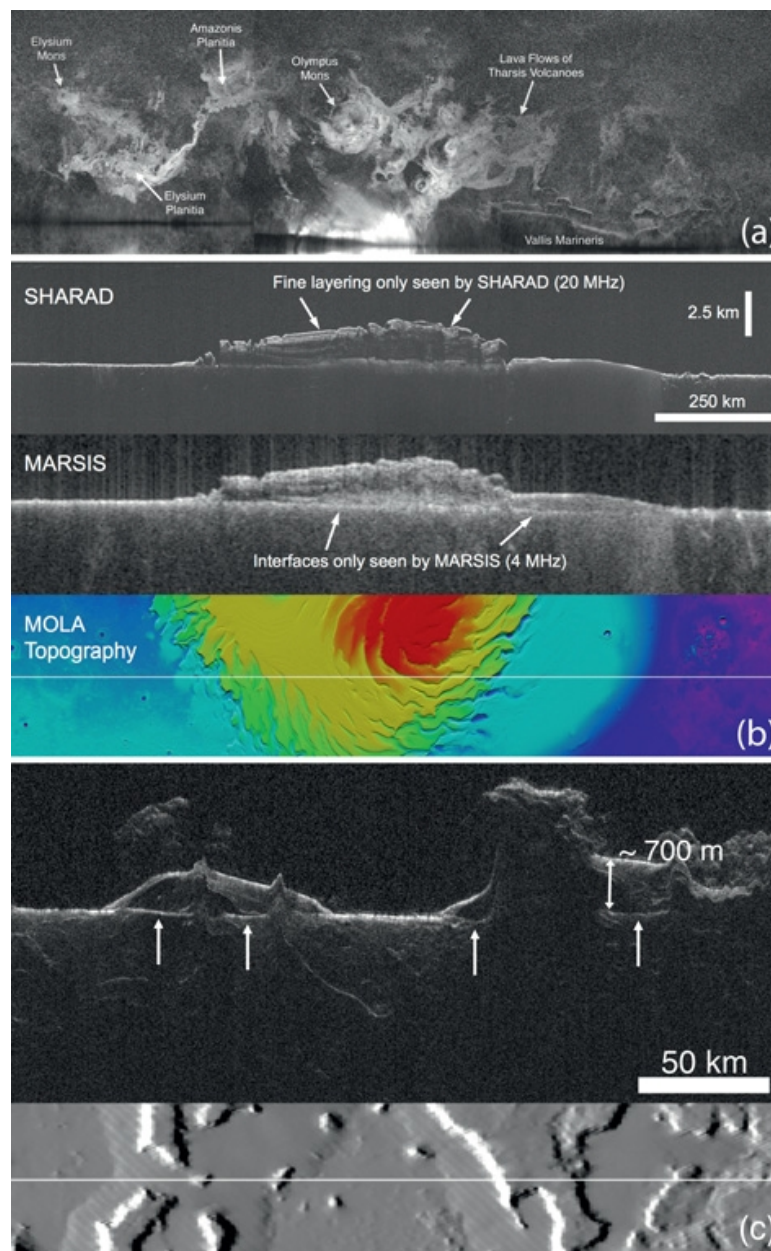 Elysium
Mons
Amazonis
Planitia
Olympus
Mons
Lava Flows of
Tharsis Volcanoes
Elysium
Planitia
Vallis Marineris
(a)
SHARAD
Fine layering only seen by SHARAD (20 MHz)
2.5 km
250 km
MARSIS
Interfaces only seen by MARSIS (4 MHz)
MOLA
Topography
(b)
~ 700 m
50 km
(c)